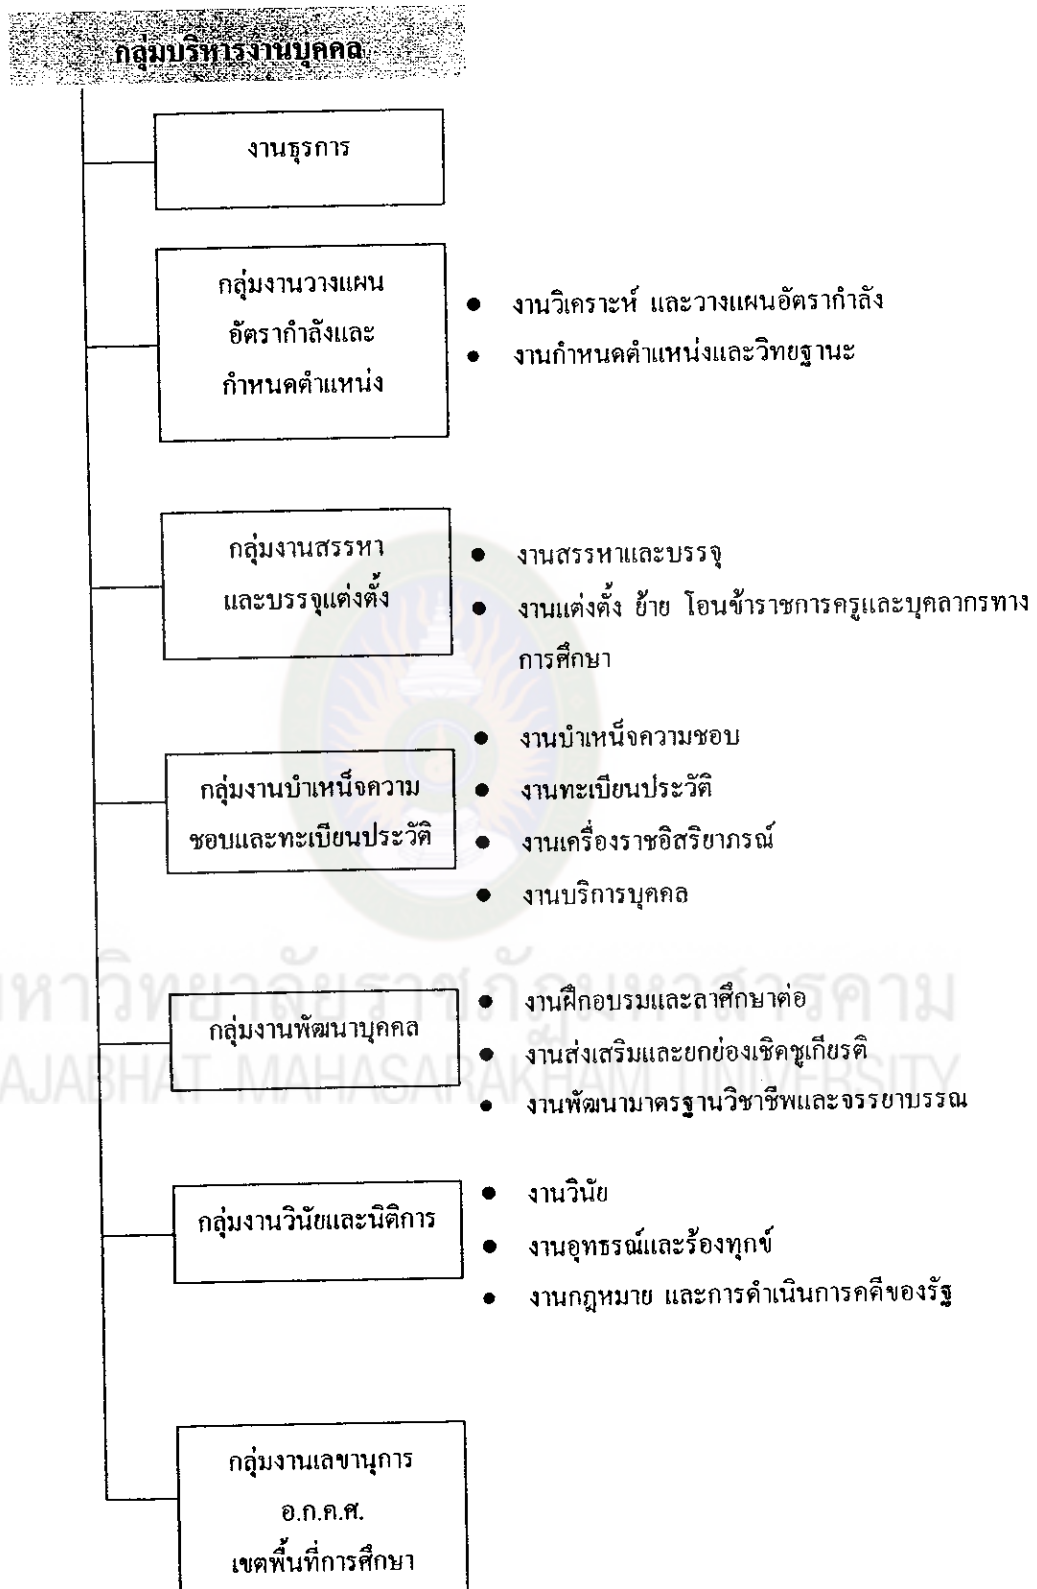 กลุ่มบริหารงานบุคคล
งานธุรการ
กลุ่มงานวางแผน
อัตรากำลังและ
กำหนดตำแหน่ง
● งานวิเคราะห์ และวางแผนอัตรากำลัง
● งานกำหนดตำแหน่งและวิทยฐานะ
กลุ่มงานสรรหา
และบรรจุแต่งตั้ง
● งานสรรหาและบรรจุ
● งานแต่งตั้ง ย้าย โอนข้าราชการครูและบุคลากรทาง
การศึกษา
กลุ่มงานบำเหน็จความ
ชอบและทะเบียนประวัติ
● งานบำเหน็จความชอบ
● งานทะเบียนประวัติ
● งานเครื่องราชอิสริยาภรณ์
● งานบริการบุคคล
กลุ่มงานพัฒนาบุคคล
● งานฝึกอบรมและลาศึกษาต่อ
● งานส่งเสริมและยกย่องเชิดชูเกียรติ
● งานพัฒนามาตรฐานวิชาชีพและจรรยาบรรณ
มหาวิทยาลัยราชภัฏมหาสารคาม
RAJABHAT MAHASARAKHAM UNIVERSITY
กลุ่มงานวินัยและนิติการ
● งานวินัย
● งานอุทธรณ์และร้องทุกข์
● งานกฎหมาย และการดำเนินการคดีของรัฐ
กลุ่มงานเลขานุการ
อ.ก.ค.ศ.
เขตพื้นที่การศึกษา